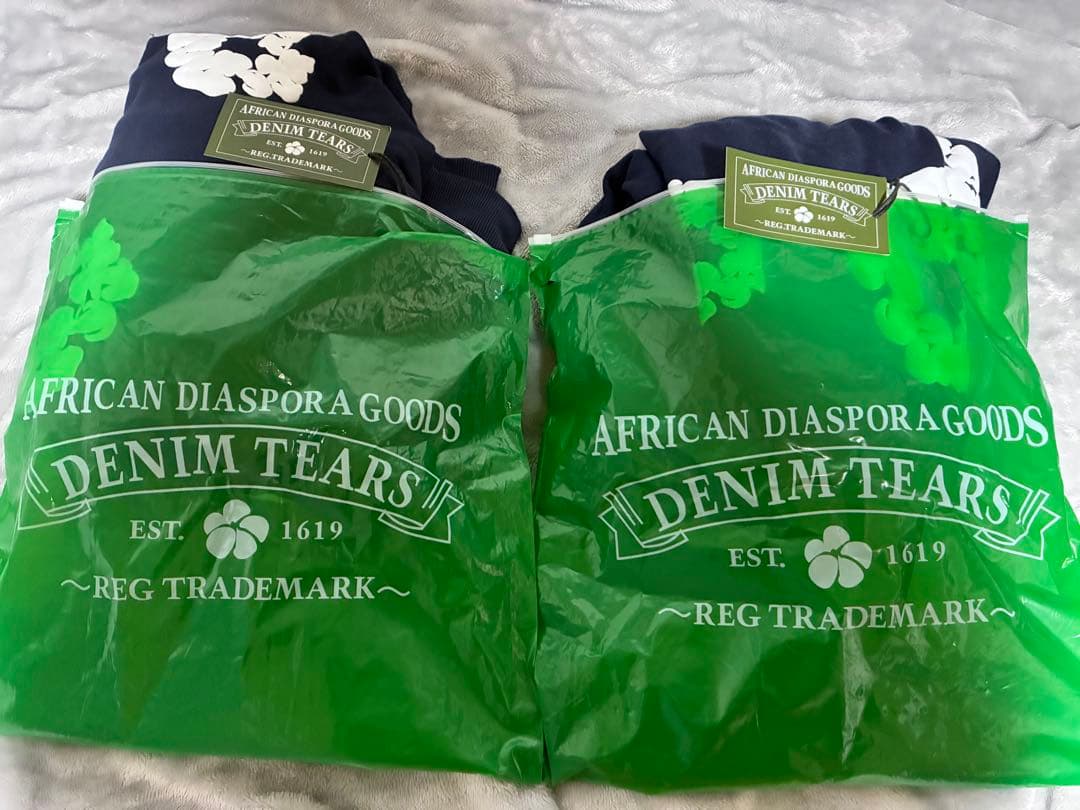 AFRICAN DIASPORA GOODS
DENIM TEARS
EST. 1619
~REG.TRADEMARK~
AFRICAN DIASPORA GOODS
DENIM TEARS
EST. 1619
~REG.TRADEMARK~
AFRICAN DIASPORA GOODS
DENIM TEARS
EST. 1619
~REG TRADEMARK~
AFRICAN DIASPORA GOODS
DENIM TEARS
EST. 1619
~REG TRADEMARK~